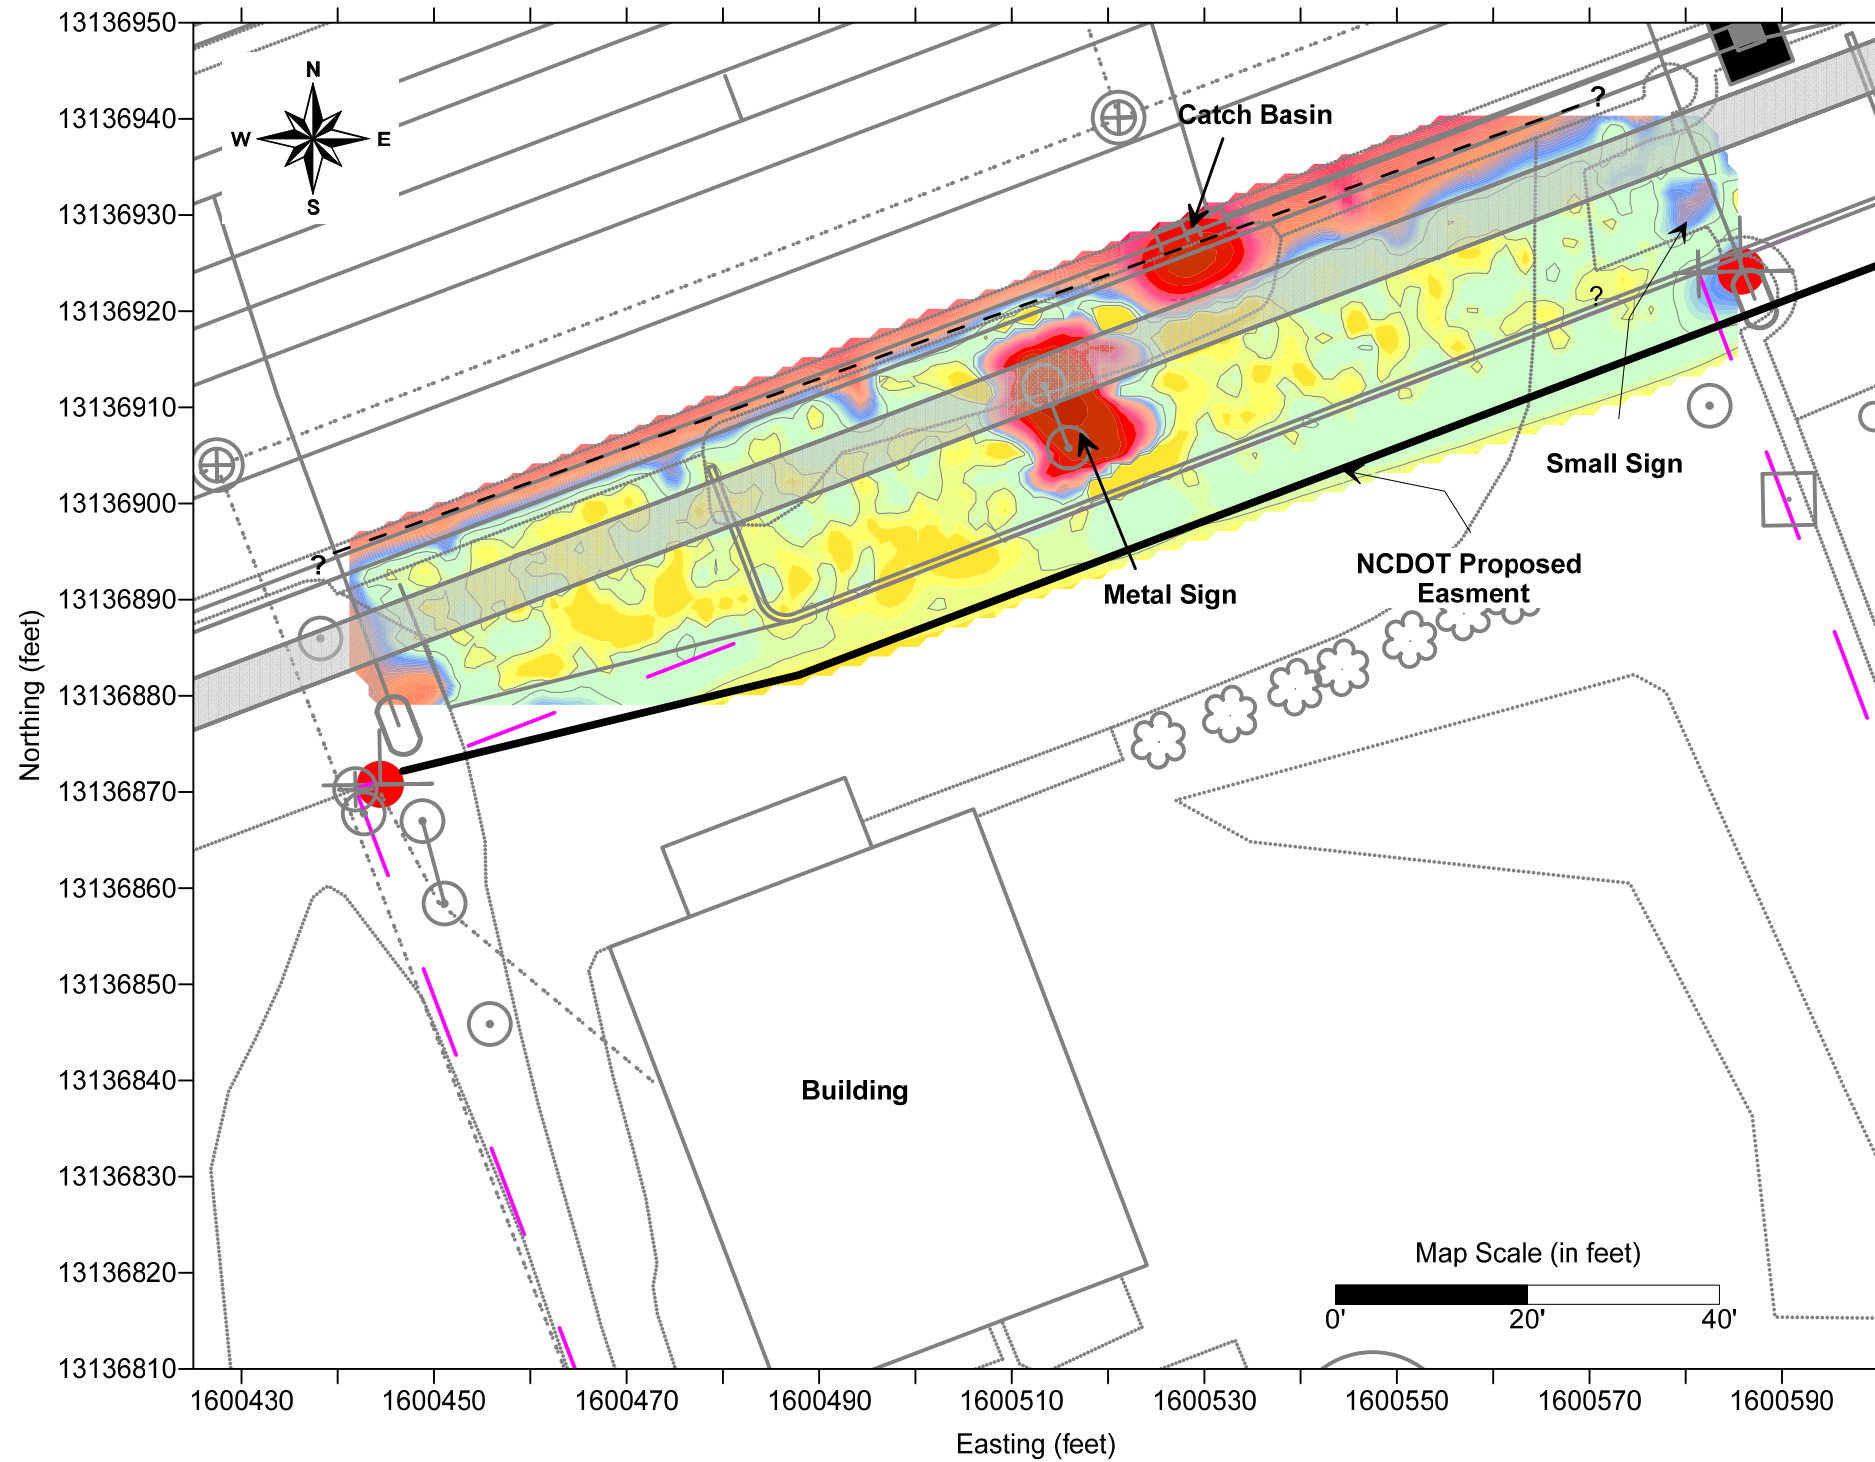 13136950
13136940
13136930
13136920
13136910
13136900
13136890
13136880
13136870
13136860
13136850
13136840
13136830
13136820
13136810
Northing (feet)
N
W E
S
Catch Basin
?
?
?
Small Sign
NCDOT Proposed
Easment
Metal Sign
Building
Map Scale (in feet)
0' 20' 40'
1600430 1600450 1600470 1600490 1600510 1600530 1600550 1600570 1600590
Easting (feet)